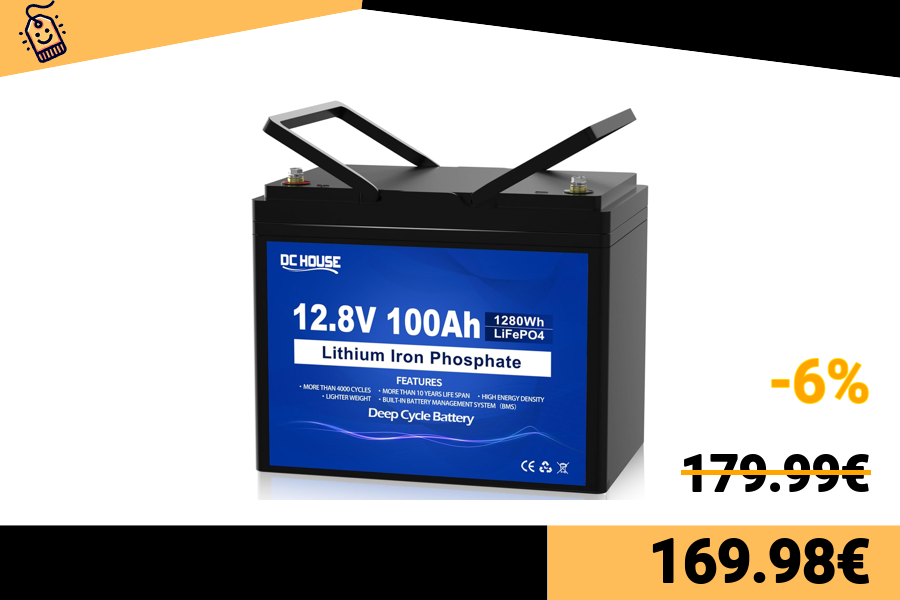 DC HOUSE
12.8V 100Ah
1280Wh
LiFePO4
Lithium Iron Phosphate
FEATURES
・MORE THAN 4000 CYCLES ・MORE THAN 10 YEARS LIFE SPAN ・HIGH ENERGY DENSITY
・LIGHTER WEIGHT ・BUILT-IN BATTERY MANAGEMENT SYSTEM（BMS）
Deep Cycle Battery
CE
-6%
179.99€
169.98€